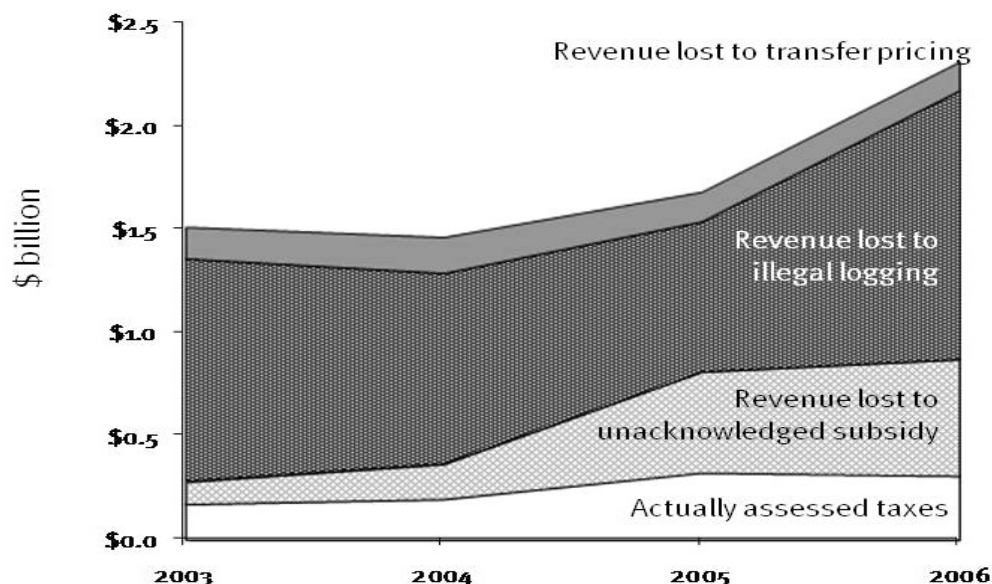 $2.5
Revenue lost to transfer pricing
$2.0
$ billion
$1.5
Revenue lost to
illegal logging
$1.0
Revenue lost to
unacknowledged subsidy
$0.5
Actually assessed taxes
$0.0
2003 2004 2005 2006